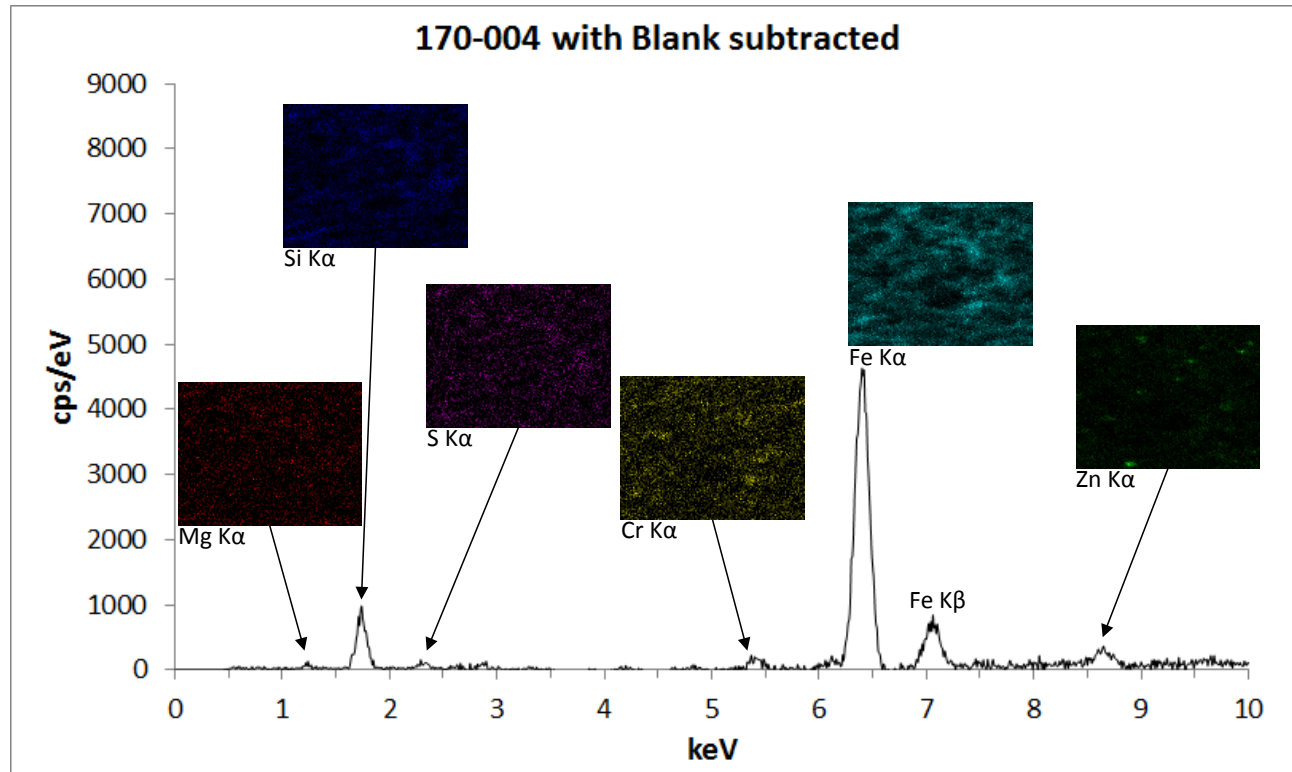 170-004 with Blank subtracted
cps/eV
9000
8000
7000
6000
5000
4000
3000
2000
1000
0
Si Kα
S Kα
Mg Kα
Cr Kα
Fe Kα
Fe Kβ
Zn Kα
0 1 2 3 4 5 6 7 8 9 10
keV